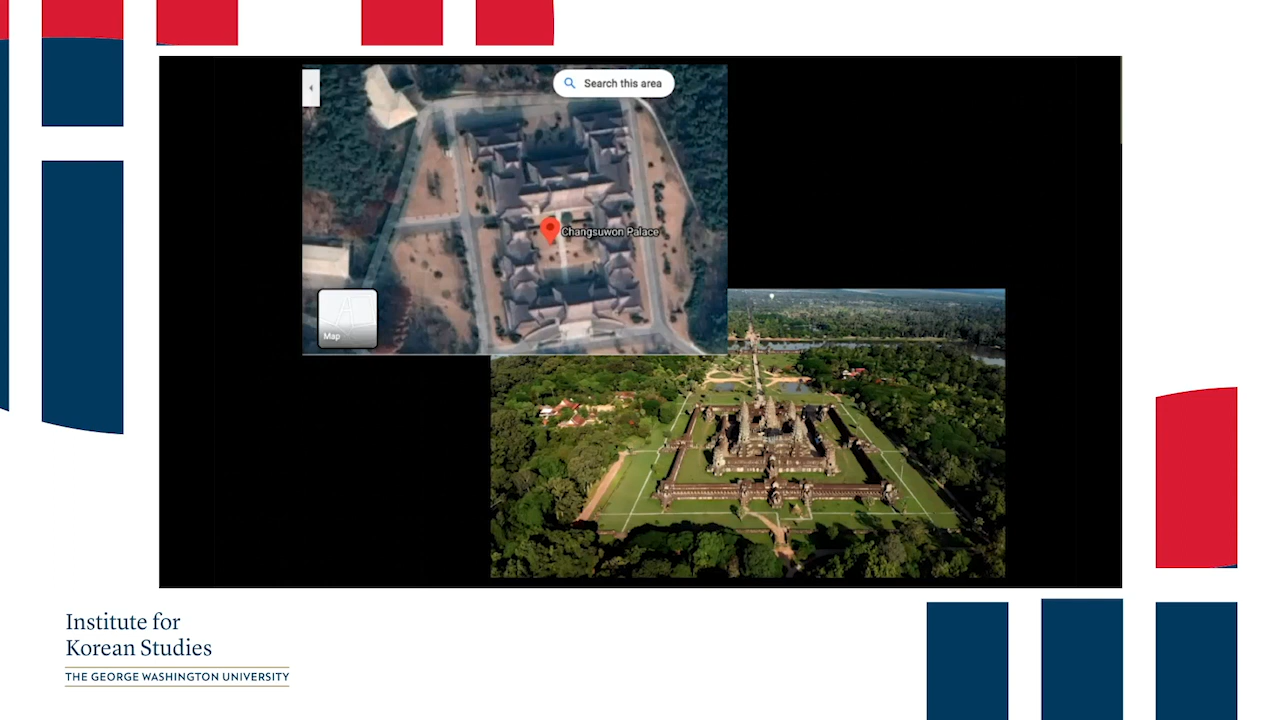 Search this area
Changsuwon Palace
Map
Institute for
Korean Studies
THE GEORGE WASHINGTON UNIVERSITY